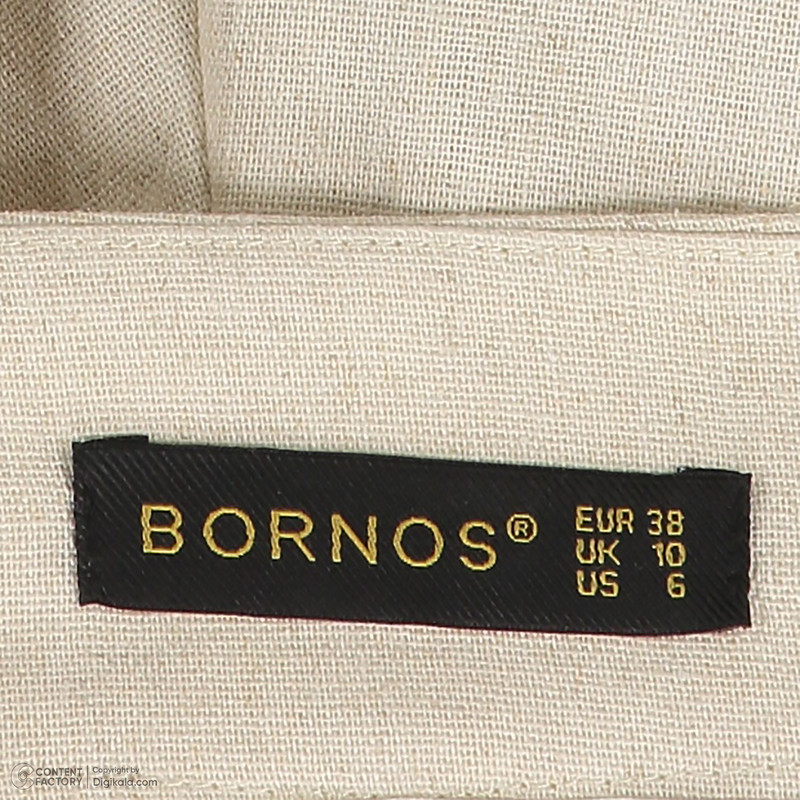 BORNOS®
EUR 38
UK 10
US 6
CONTENT FACTORY
Copyright by
Digikala.com